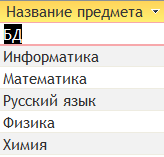 Название предмета
БД
Информатика
Математика
Русский язык
Физика
Химия